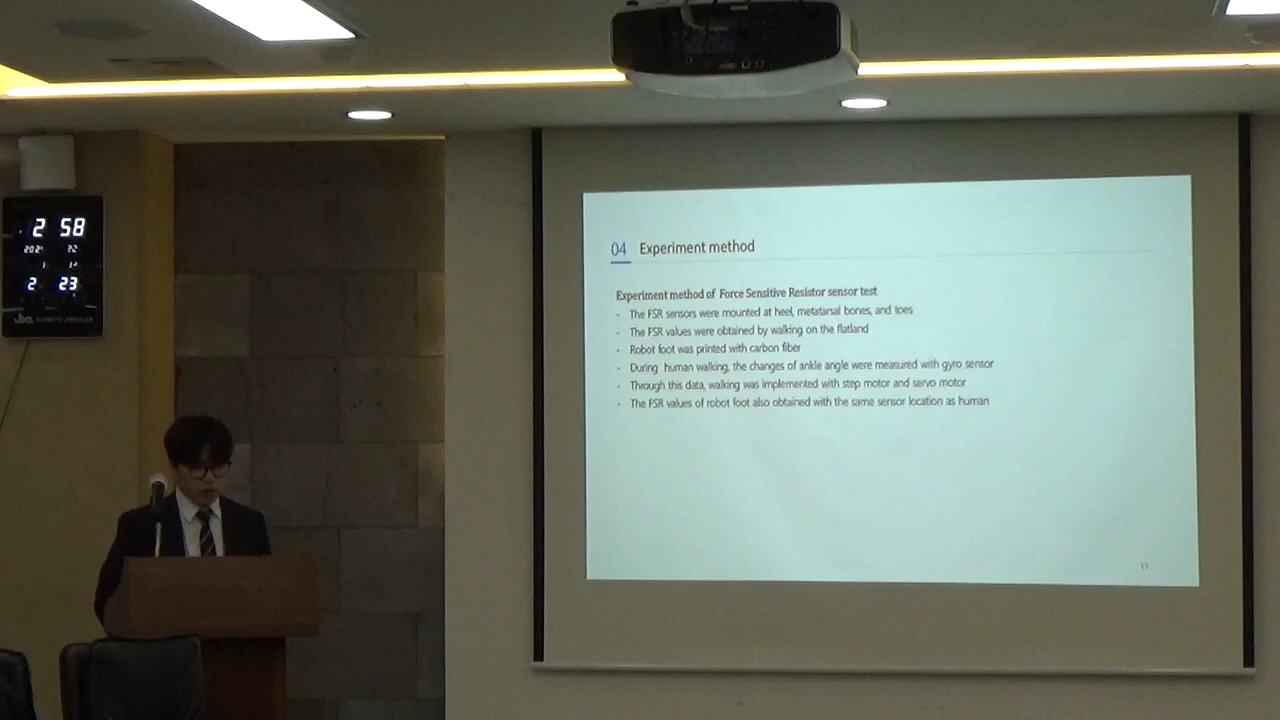 2 58
2 23
04 Experiment method
Experiment method of Force Sensitive Resistor sensor test
- The FSR sensors were mounted at heel, metatarsal bones, and toes
- The FSR values were obtained by walking on the flatland
- Robot foot was printed with carbon fiber
- During human walking, the changes of ankle angle were measured with gyro sensor
- Through this data, walking was implemented with step motor and servo motor
- The FSR values of robot foot also obtained with the same sensor location as human